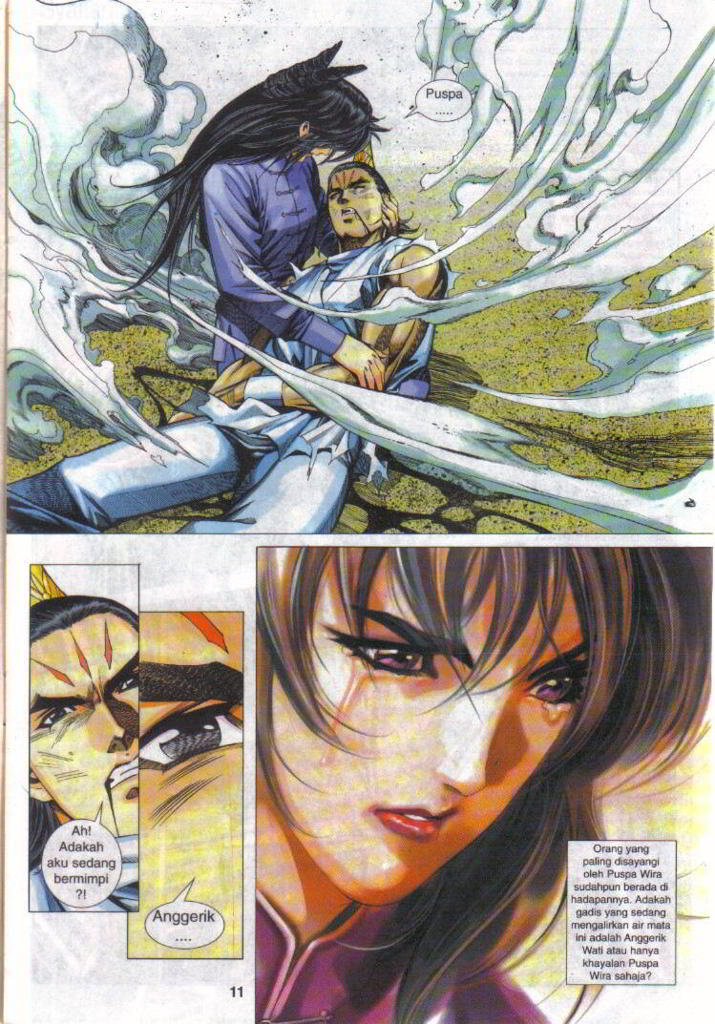 Puspa
.....
Ah!
Adakah
aku sedang
bermimpi
?!
Anggerik
....
Orang yang
paling disayangi
oleh Puspa Wira
sudahpun berada di
hadapannya. Adakah
gadis yang sedang
mengalirkan air mata
ini adalah Anggerik
Wati atau hanya
khayalan Puspa
Wira sahaja?
11